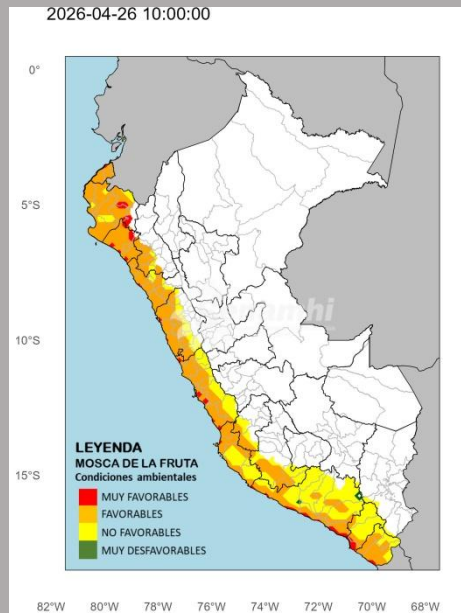 2026-04-26 10:00:00
0°
5°S
10°S
15°S
senamhi
LEYENDA
MOSCA DE LA FRUTA
Condiciones ambientales
MUY FAVORABLES
FAVORABLES
NO FAVORABLES
MUY DESFAVORABLES
82°W 80°W 78°W 76°W 74°W 72°W 70°W 68°W